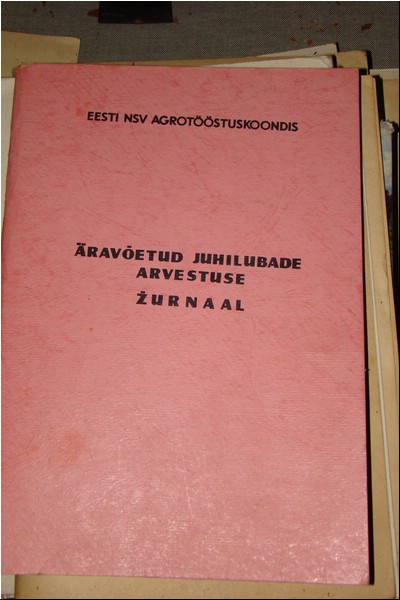 EESTI NSV AGROTÖÖSTUSKOONDIS
ÄRAVÕETUD JUHILUBADE
ARVESTUSE
ŽURNAAL